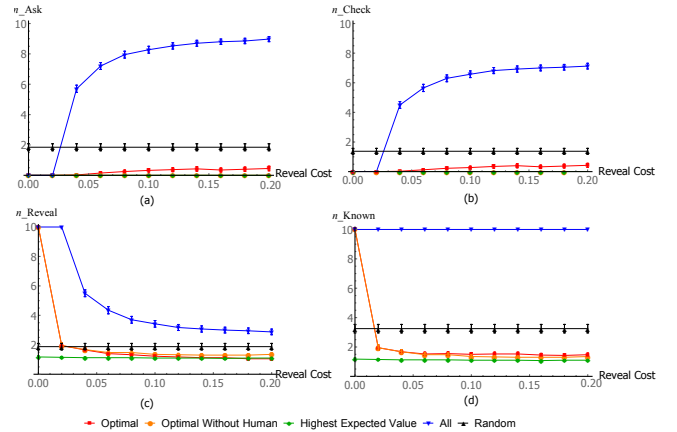 n_Ask
10
8
6
4
2
0.00 0.05 0.10 0.15 0.20
Reveal Cost
(a)
n_Check
10
8
6
4
2
0.00 0.05 0.10 0.15 0.20
Reveal Cost
(b)
n_Reveal
10
8
6
4
2
0.00 0.05 0.10 0.15 0.20
Reveal Cost
(c)
n_Known
10
8
6
4
2
0.00 0.05 0.10 0.15 0.20
Reveal Cost
(d)
Optimal Optimal Without Human Highest Expected Value All Random